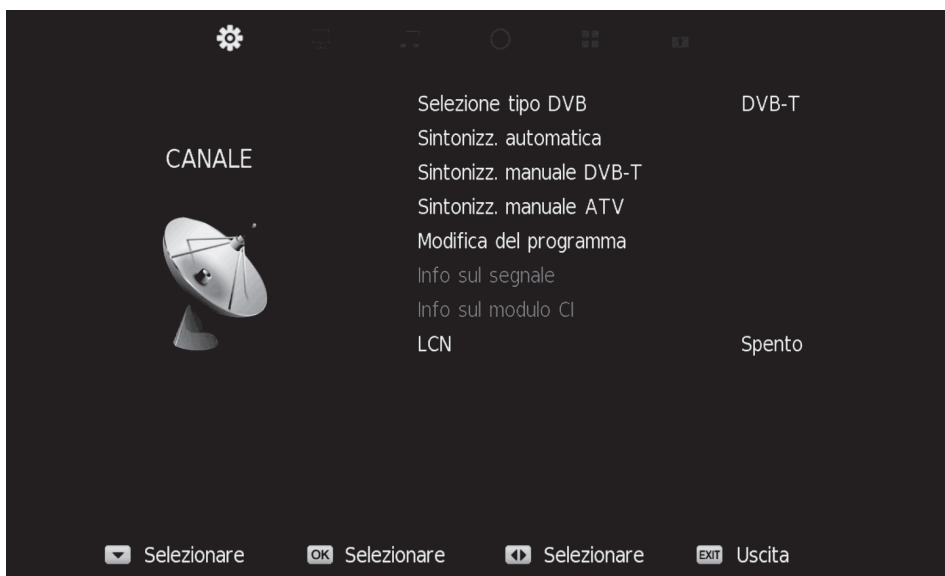 CANALE
Selezione tipo DVB DVB-T
Sintonizz. automatica
Sintonizz. manuale DVB-T
Sintonizz. manuale ATV
Modifica del programma
Info sul segnale
Info sul modulo CI
LCN Spento
Selezionare OK Selezionare Selezionare EXIT Uscita